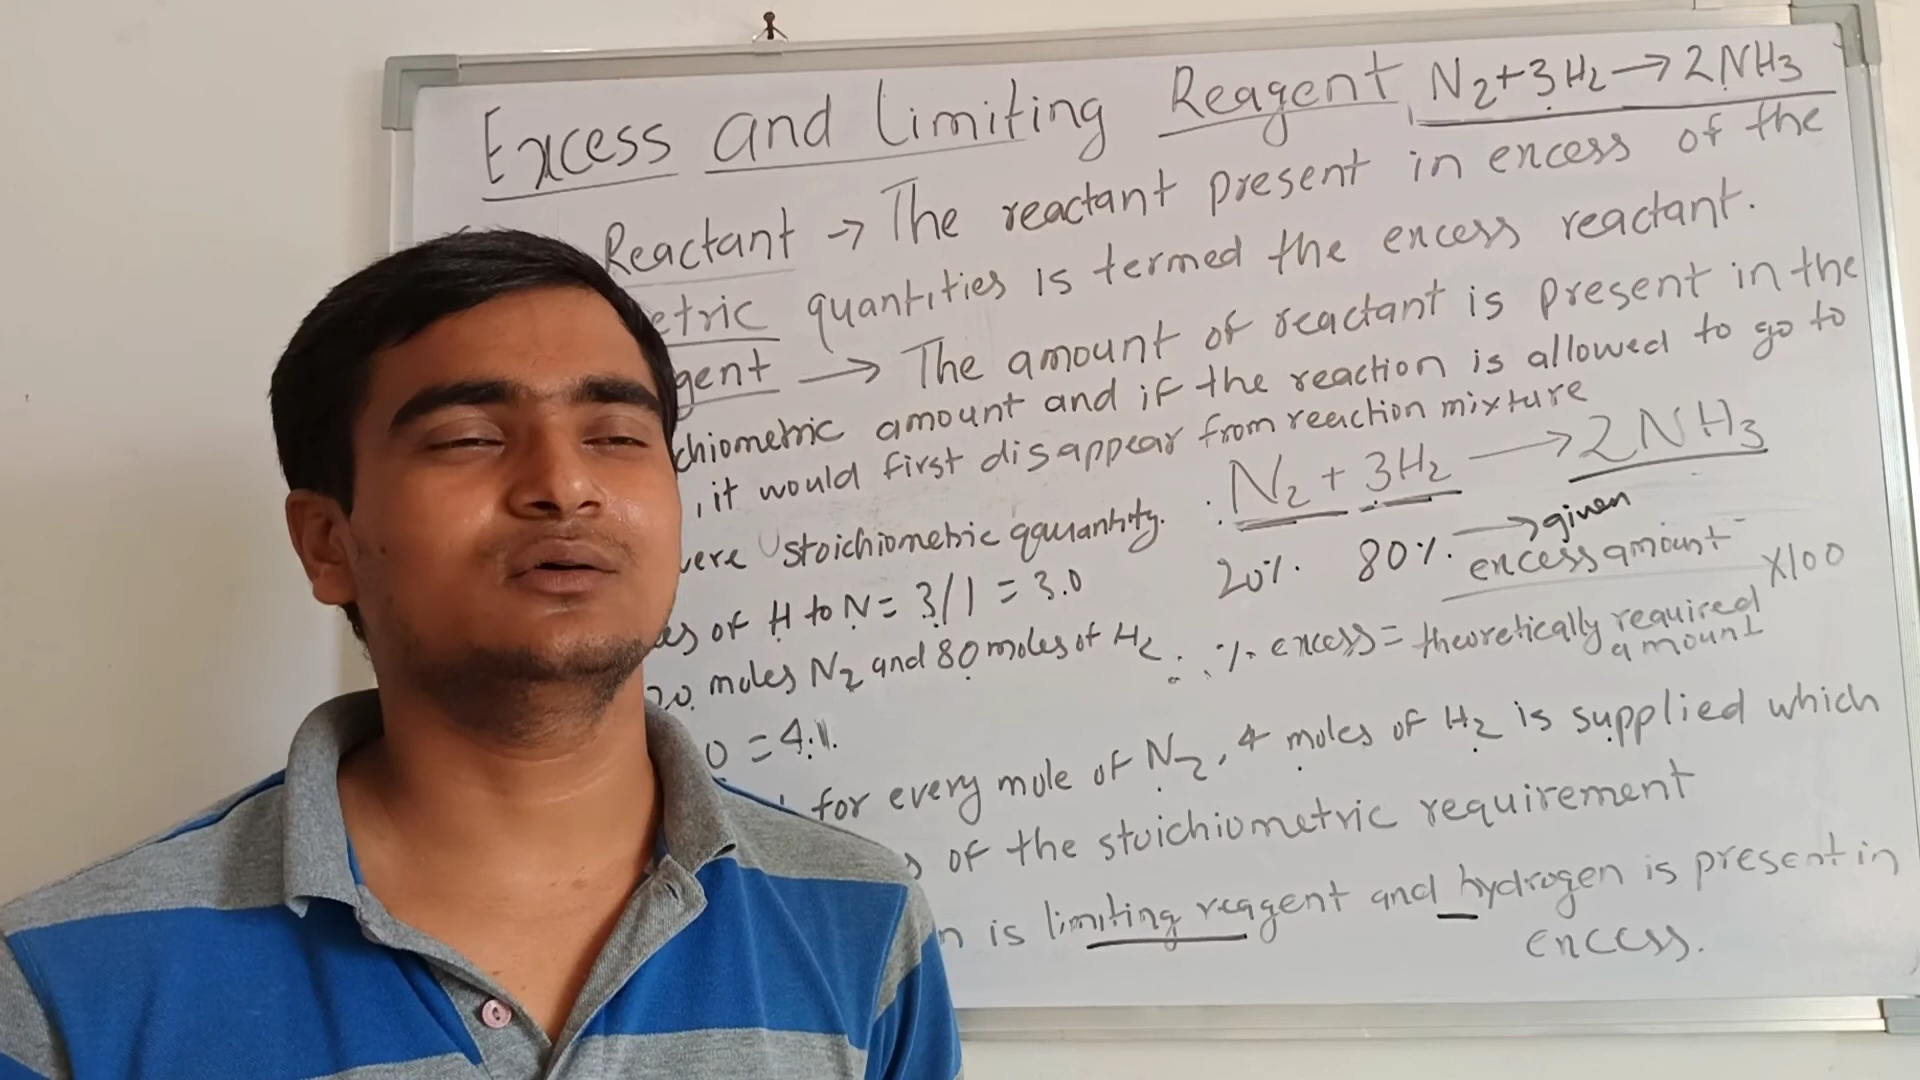 Excess and limiting Reagent N2+3H2→2NH3
Reactant → The reactant present in excess of the
etric quantities is termed the excess reactant.
gent → The amount of reactant is present in the
chiometric amount and if the reaction is allowed to go to
, it would first disappear from reaction mixture
N2 + 3H2 → 2NH3
were stoichiometric qquantity.
20%. 80%. → given
es of H to N = 3/1 = 3.0
20 moles N2 and 80 moles of H2
∴ %. excess = excess amount / theoretically required amount X100
0 = 4:1.
for every mole of N2, 4 moles of H2 is supplied which
s of the stoichiometric requirement
n is limiting reagent and hydrogen is present in
excess.